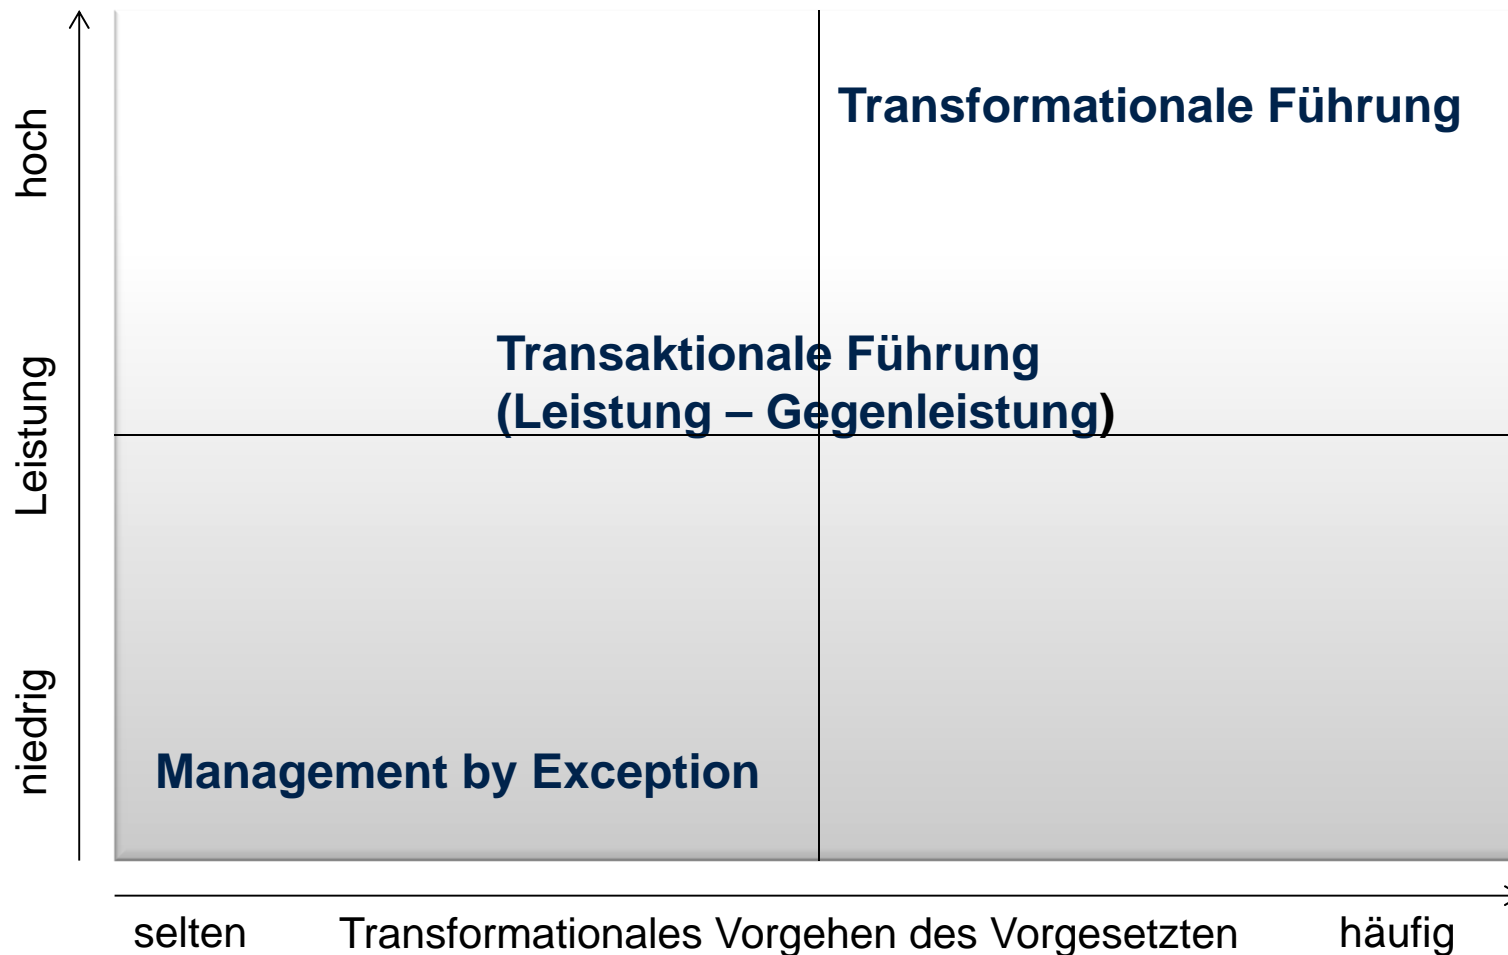 hoch
Transformationale Führung
Transaktionale Führung
(Leistung – Gegenleistung)
Leistung
niedrig
Management by Exception
selten Transformationales Vorgehen des Vorgesetzten häufig